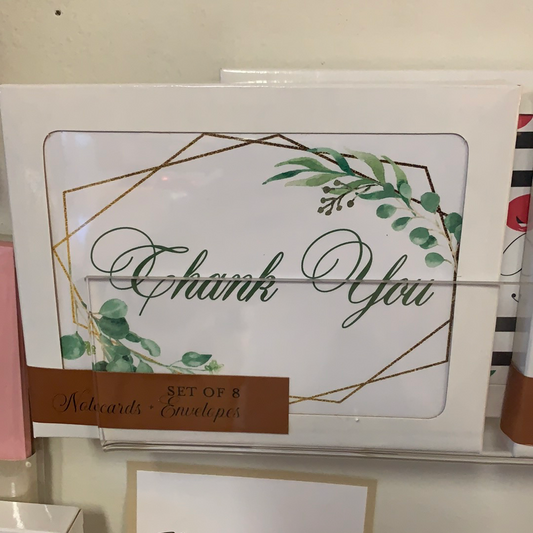 Thank You
SET OF 8
Notecards • Envelopes